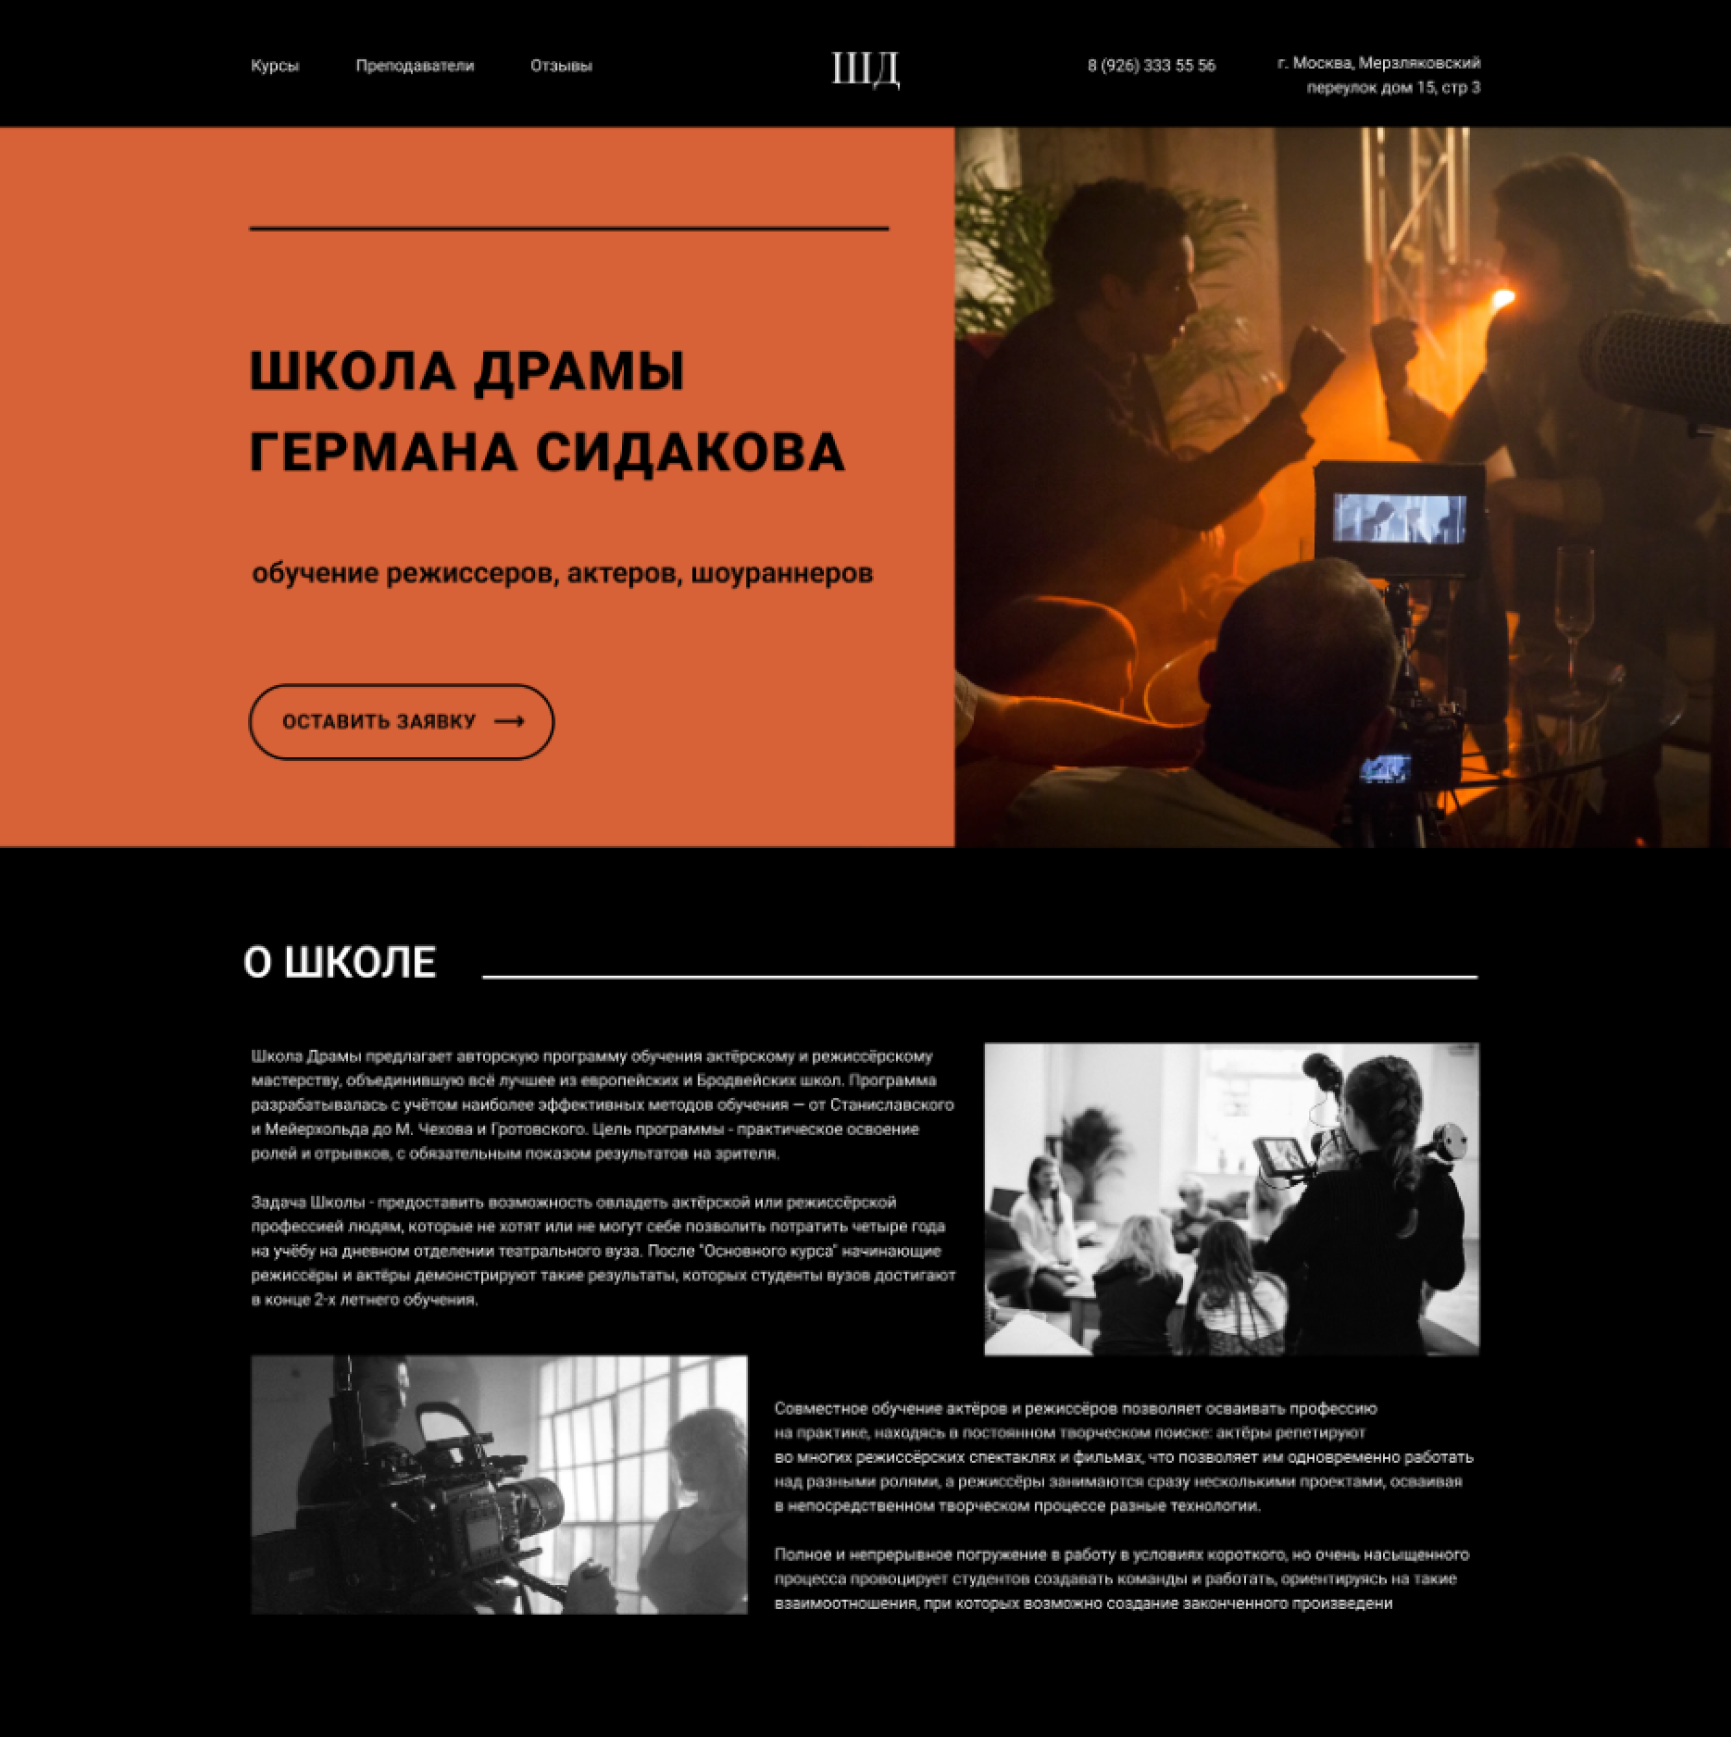 Курсы
Преподаватели
Отзывы
ШД
8 (926) 333 55 56
г. Москва, Мерзляковский
переулок дом 15, стр 3
ШКОЛА ДРАМЫ
ГЕРМАНА СИДАКОВА
обучение режиссеров, актеров, шоураннеров
ОСТАВИТЬ ЗАЯВКУ →
О ШКОЛЕ
Школа Драмы предлагает авторскую программу обучения актёрскому и режиссёрскому
мастерству, объединившую всё лучшее из европейских и Бродвейских школ. Программа
разрабатывалась с учётом наиболее эффективных методов обучения — от Станиславского
и Мейерхольда до М. Чехова и Гротовского. Цель программы - практическое освоение
ролей и отрывков, с обязательным показом результатов на зрителя.
Задача Школы - предоставить возможность овладеть актёрской или режиссёрской
профессией людям, которые не хотят или не могут себе позволить потратить четыре года
на учёбу на дневном отделении театрального вуза. После "Основного курса" начинающие
режиссёры и актёры демонстрируют такие результаты, которых студенты вузов достигают
в конце 2-х летнего обучения.
Совместное обучение актёров и режиссёров позволяет осваивать профессию
на практике, находясь в постоянном творческом поиске: актёры репетируют
во многих режиссёрских спектаклях и фильмах, что позволяет им одновременно работать
над разными ролями, а режиссёры занимаются сразу несколькими проектами, осваивая
в непосредственном творческом процессе разные технологии.
Полное и непрерывное погружение в работу в условиях короткого, но очень насыщенного
процесса провоцирует студентов создавать команды и работать, ориентируясь на такие
взаимоотношения, при которых возможно создание законченного произведени